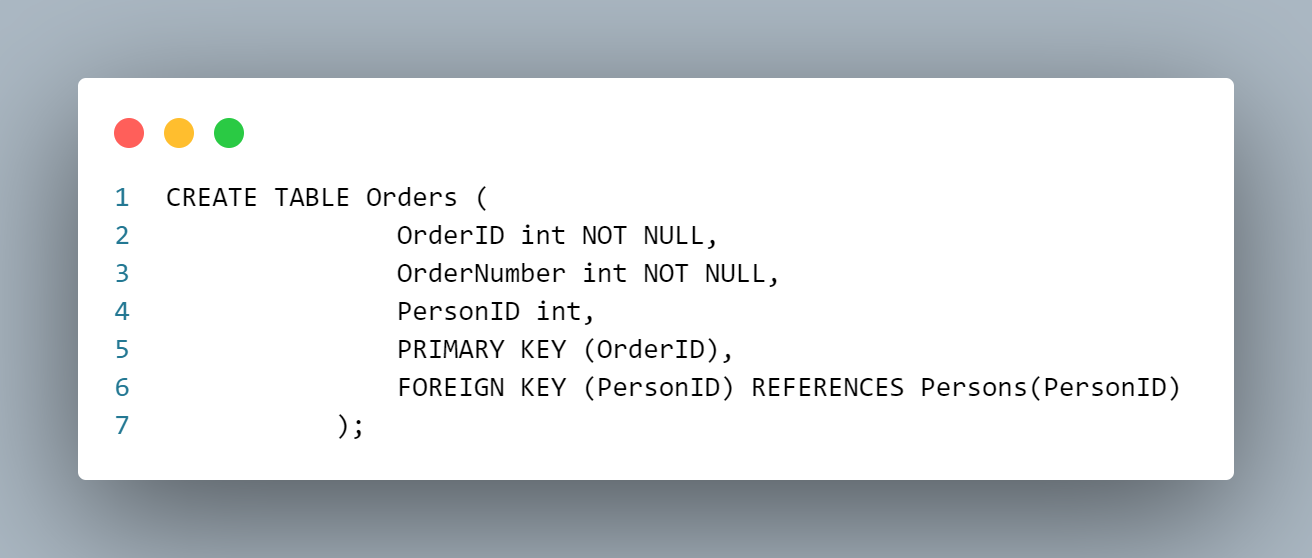 1 CREATE TABLE Orders (
2 OrderID int NOT NULL,
3 OrderNumber int NOT NULL,
4 PersonID int,
5 PRIMARY KEY (OrderID),
6 FOREIGN KEY (PersonID) REFERENCES Persons(PersonID)
7 );